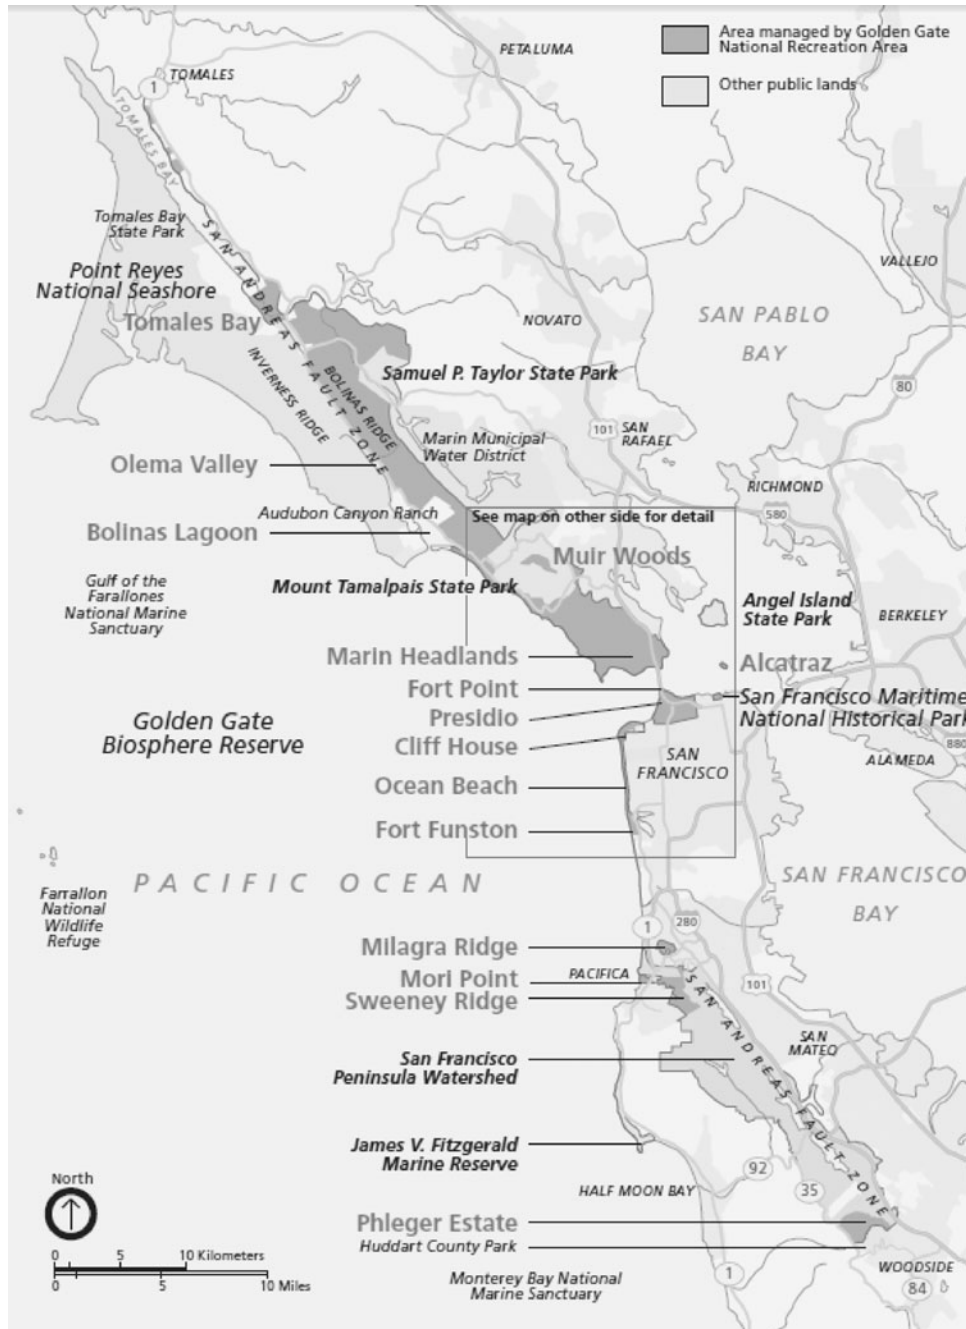 Area managed by Golden Gate
National Recreation Area
Other public lands
PETALUMA
TOMALES
1
TOMALES BAY
Tomales Bay
State Park
SAN ANDREAS FAULT ZONE
Point Reyes
National Seashore
Tomales Bay
VALLEJO
SAN PABLO
BAY
NOVATO
INVERNESS RIDGE
BOLINAS RIDGE
Samuel P. Taylor State Park
80
101
SAN
RAFAEL
Marin Municipal
Water District
Olema Valley
RICHMOND
580
Audubon Canyon Ranch
See map on other side for detail
Bolinas Lagoon
Muir Woods
Gulf of the
Farallones
National Marine
Sanctuary
Mount Tamalpais State Park
Angel Island
State Park
BERKELEY
Marin Headlands
Alcatraz
Fort Point
San Francisco Maritime
National Historical Park
Presidio
Golden Gate
Biosphere Reserve
Cliff House
880
SAN
FRANCISCO
ALAMEDA
Ocean Beach
Fort Funston
PACIFIC OCEAN
SAN FRANCISCO
BAY
Farrallon
National
Wildlife
Refuge
1
280
Milagra Ridge
PACIFICA
Mori Point
101
Sweeney Ridge
SAN ANDREAS FAULT ZONE
SAN
MATEO
San Francisco
Peninsula Watershed
James V. Fitzgerald
Marine Reserve
92
35
North
HALF MOON BAY
Phleger Estate
Huddart County Park
0 5 10 Kilometers
0 5 10 Miles
1
WOODSIDE
84
Monterey Bay National
Marine Sanctuary